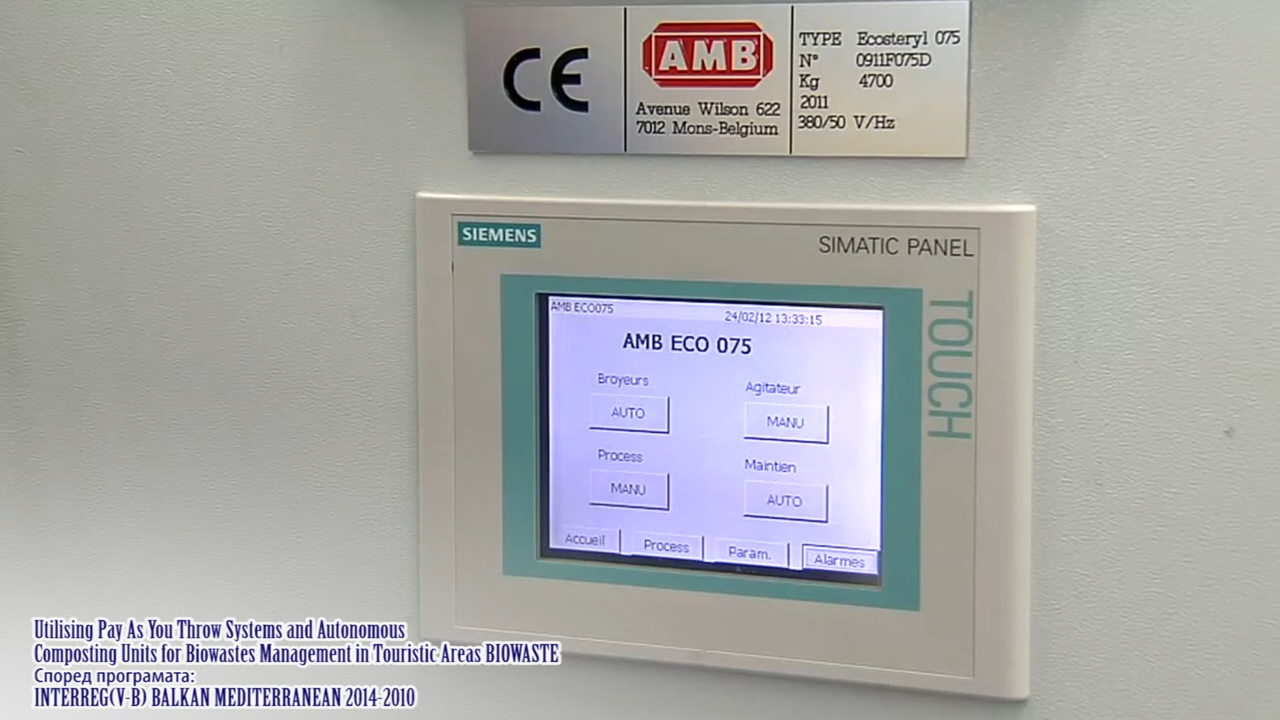 CE
AMB
Avenue Wilson 622
7012 Mons-Belgium
TYPE Ecosteryl 075
N° 0911F075D
Kg 4700
2011
380/50 V/Hz
SIEMENS
SIMATIC PANEL
TOUCH
AMB ECO075 24/02/12 13:33:15
AMB ECO 075
Broyeurs Agitateur
AUTO MANU
Process Maintien
MANU AUTO
Accueil Process Param. Alarmes
Utilising Pay As You Throw Systems and Autonomous
Composting Units for Biowastes Management in Touristic Areas BIOWASTE
Според програмата:
INTERREG(V-B) BALKAN MEDITERRANEAN 2014-2010